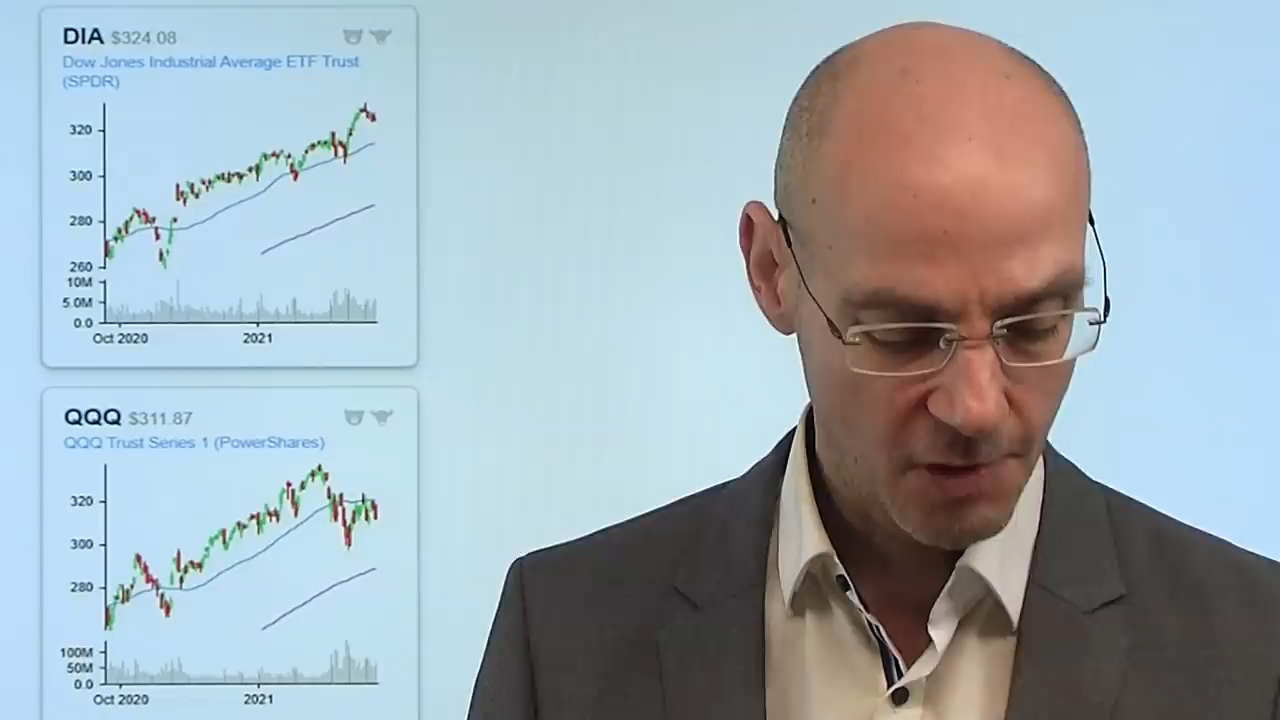 DIA $324.08
Dow Jones Industrial Average ETF Trust
(SPDR)
320
300
280
260
10M
5.0M
0.0
Oct 2020 2021
QQQ $311.87
QQQ Trust Series 1 (PowerShares)
320
300
280
100M
50M
0.0
Oct 2020 2021